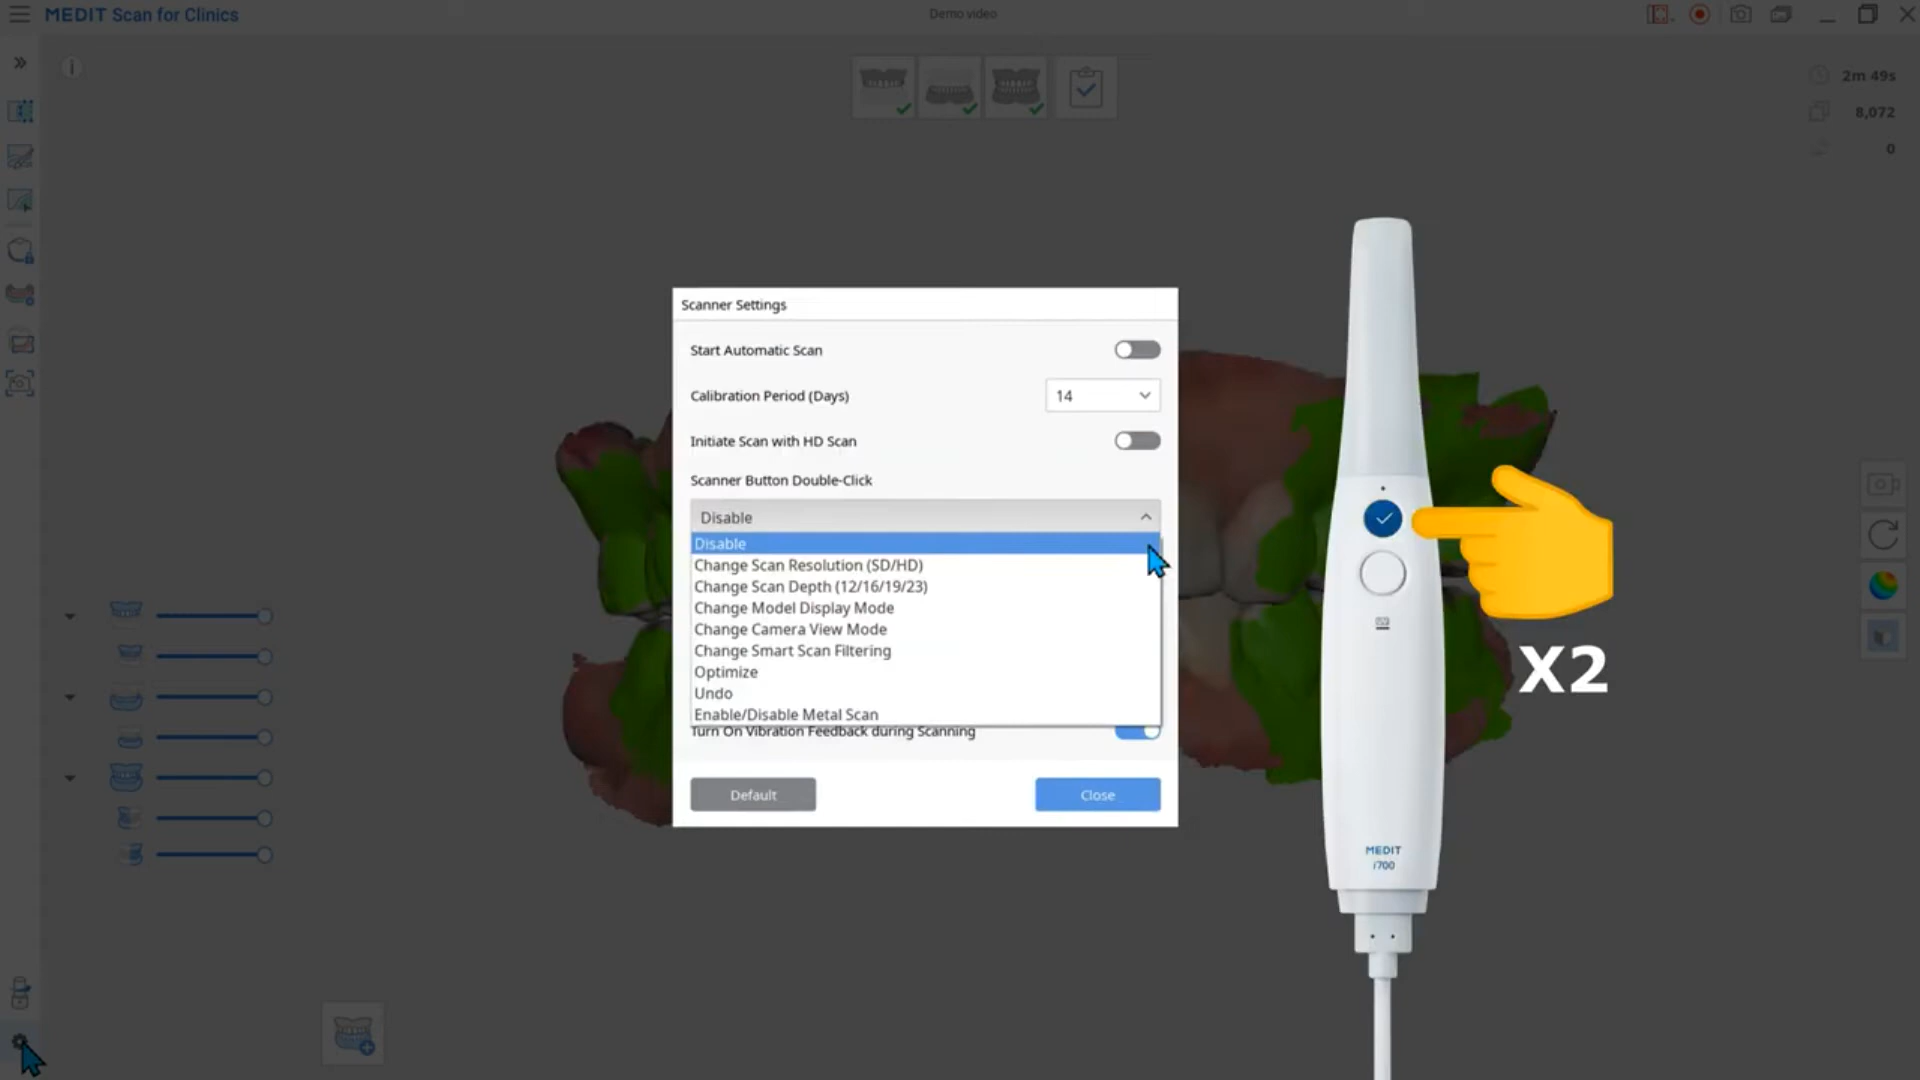 MEDIT Scan for Clinics
Demo video
i
2m 49s
8,072
0
Scanner Settings
Start Automatic Scan
Calibration Period (Days)
14
Initiate Scan with HD Scan
Scanner Button Double-Click
Disable
Disable
Change Scan Resolution (SD/HD)
Change Scan Depth (12/16/19/23)
Change Model Display Mode
Change Camera View Mode
Change Smart Scan Filtering
Optimize
Undo
Enable/Disable Metal Scan
Turn On Vibration Feedback during Scanning
Default
Close
X2
MEDIT
i700